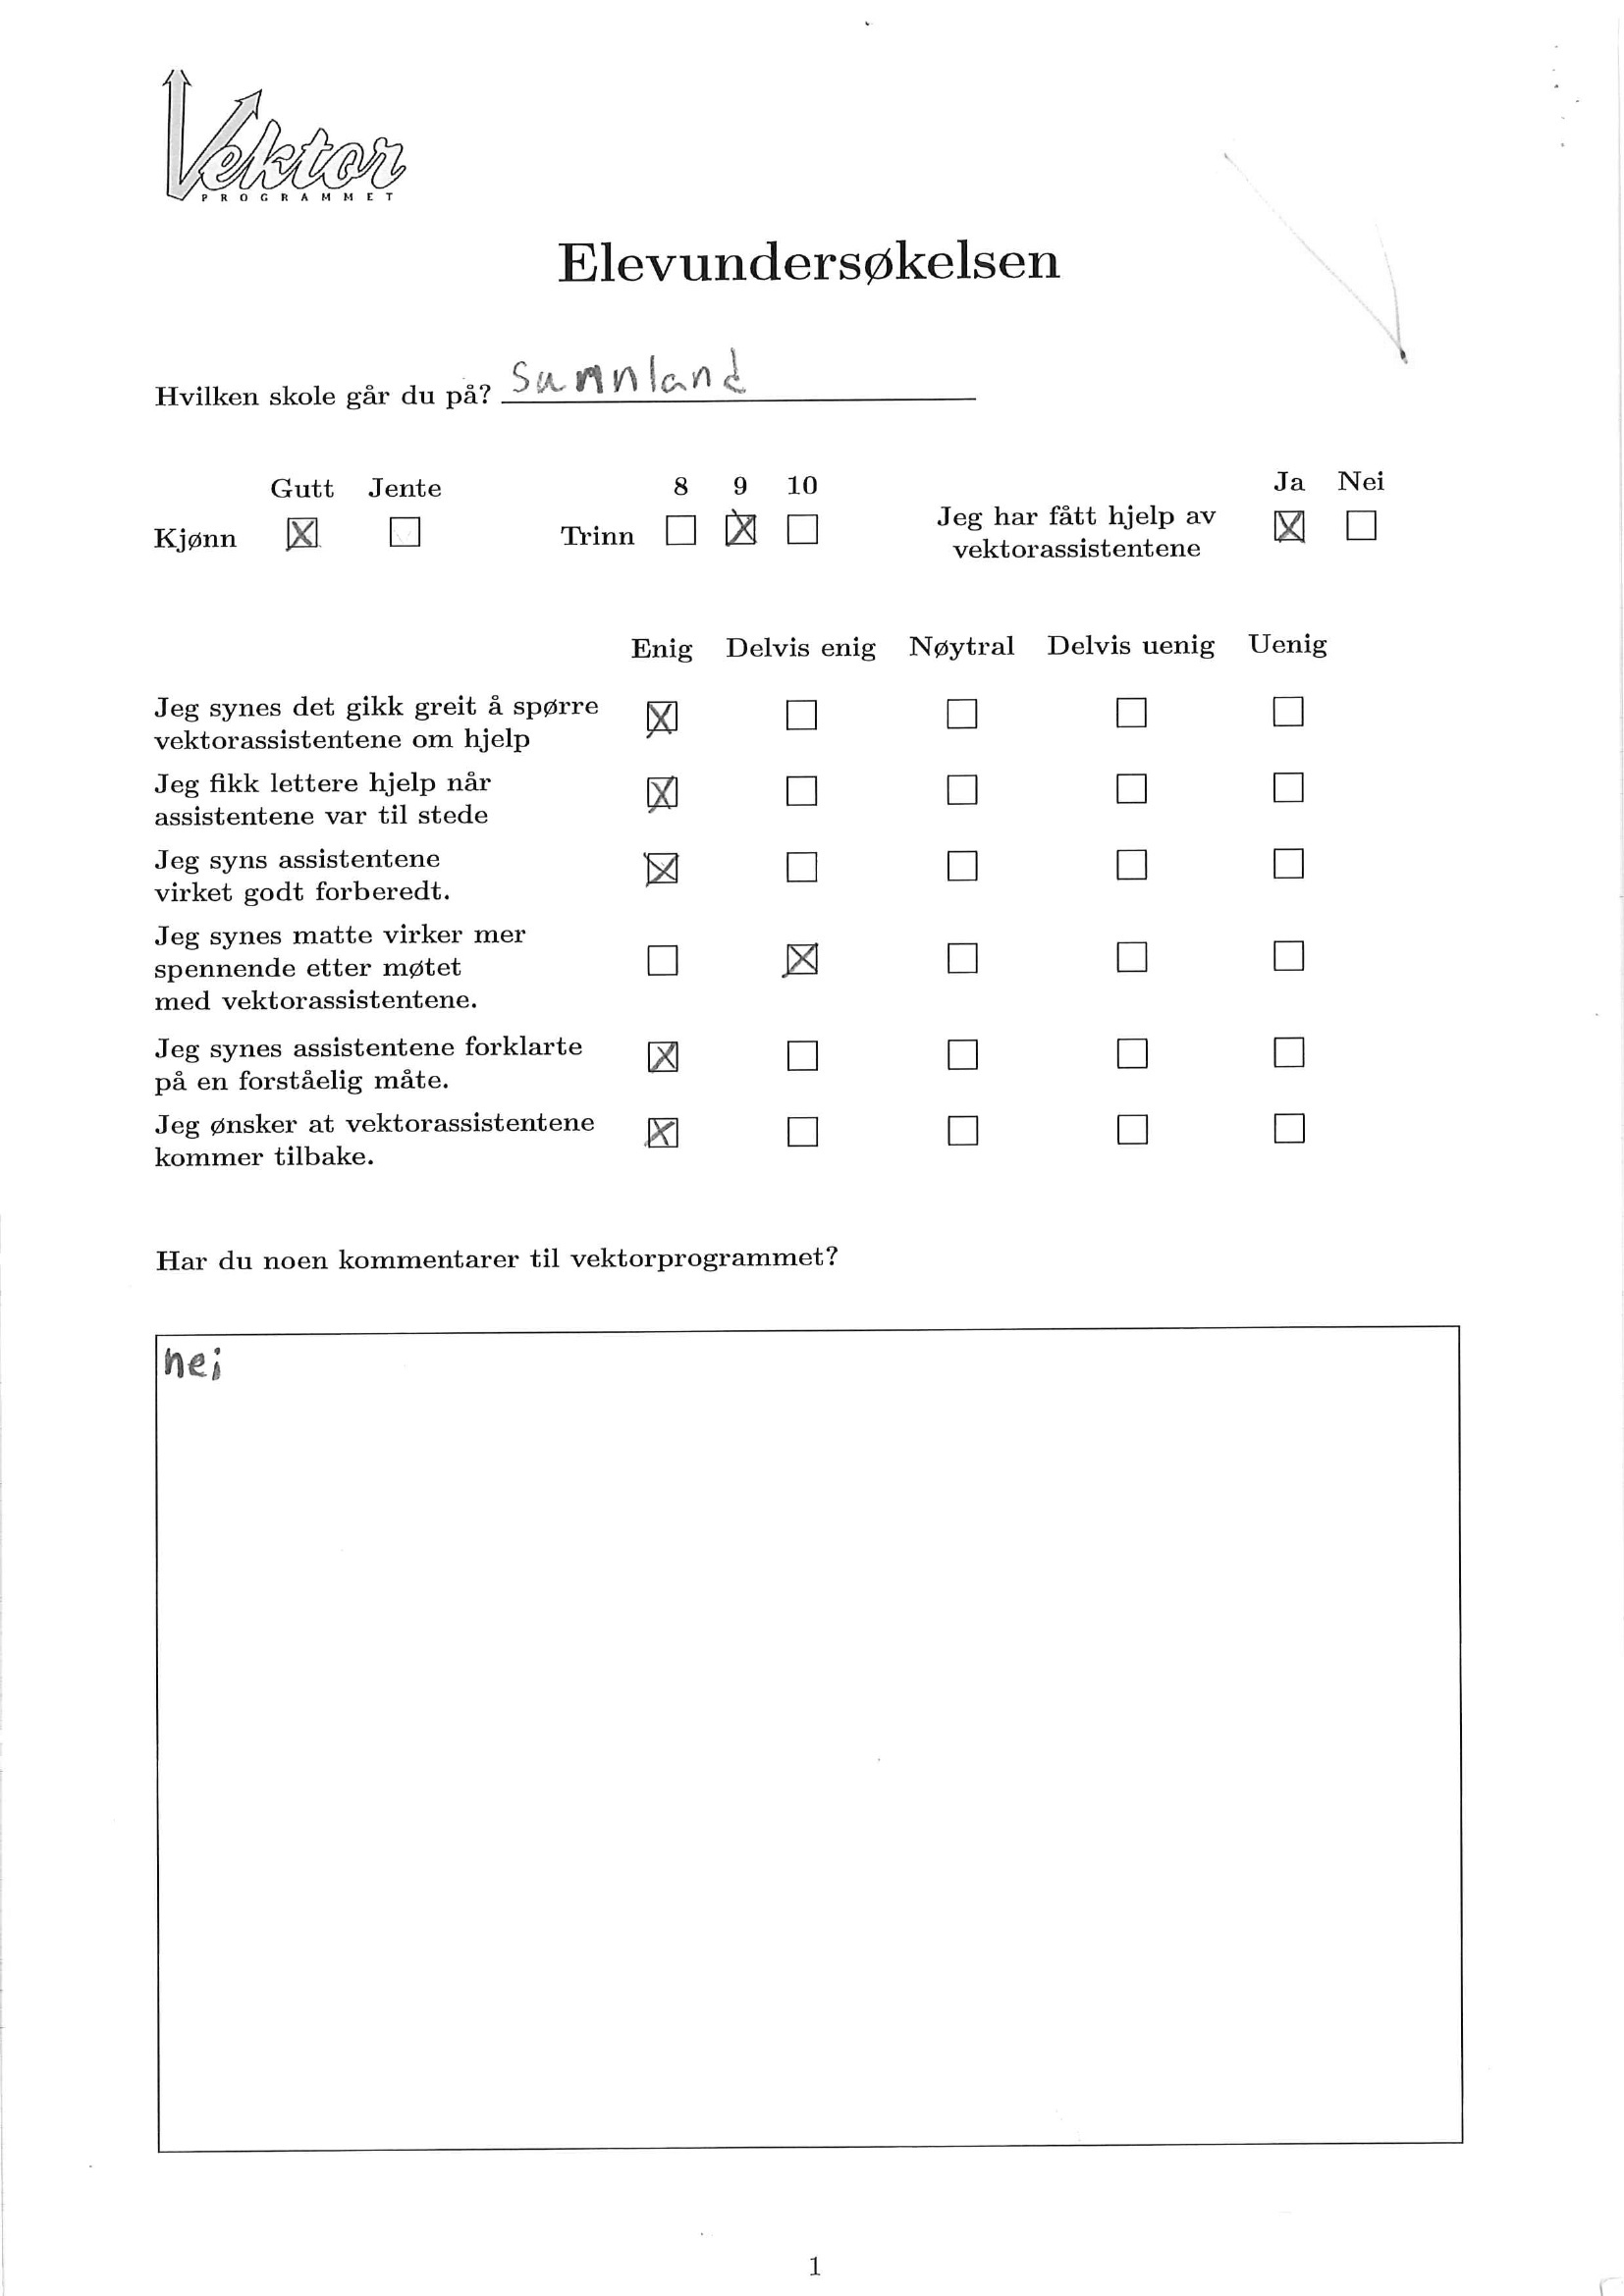 Vektor
PROGRAMMET
Elevundersøkelsen
Hvilken skole går du på? Sunnland
Gutt Jente 8 9 10 Ja Nei
Kjønn Trinn Jeg har fått hjelp av
vektorassistentene
Enig Delvis enig Nøytral Delvis uenig Uenig
Jeg synes det gikk greit å spørre
vektorassistentene om hjelp
Jeg fikk lettere hjelp når
assistentene var til stede
Jeg syns assistentene
virket godt forberedt.
Jeg synes matte virker mer
spennende etter møtet
med vektorassistentene.
Jeg synes assistentene forklarte
på en forståelig måte.
Jeg ønsker at vektorassistentene
kommer tilbake.
Har du noen kommentarer til vektorprogrammet?
nei
1